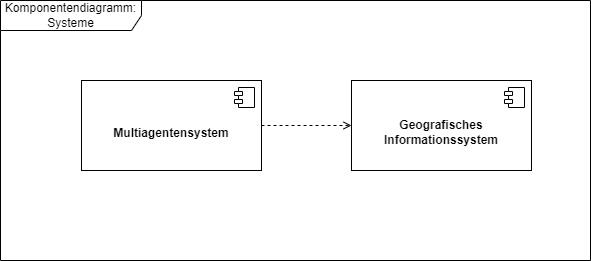 Komponentendiagramm:
Systeme
Multiagentensystem
Geografisches
Informationssystem